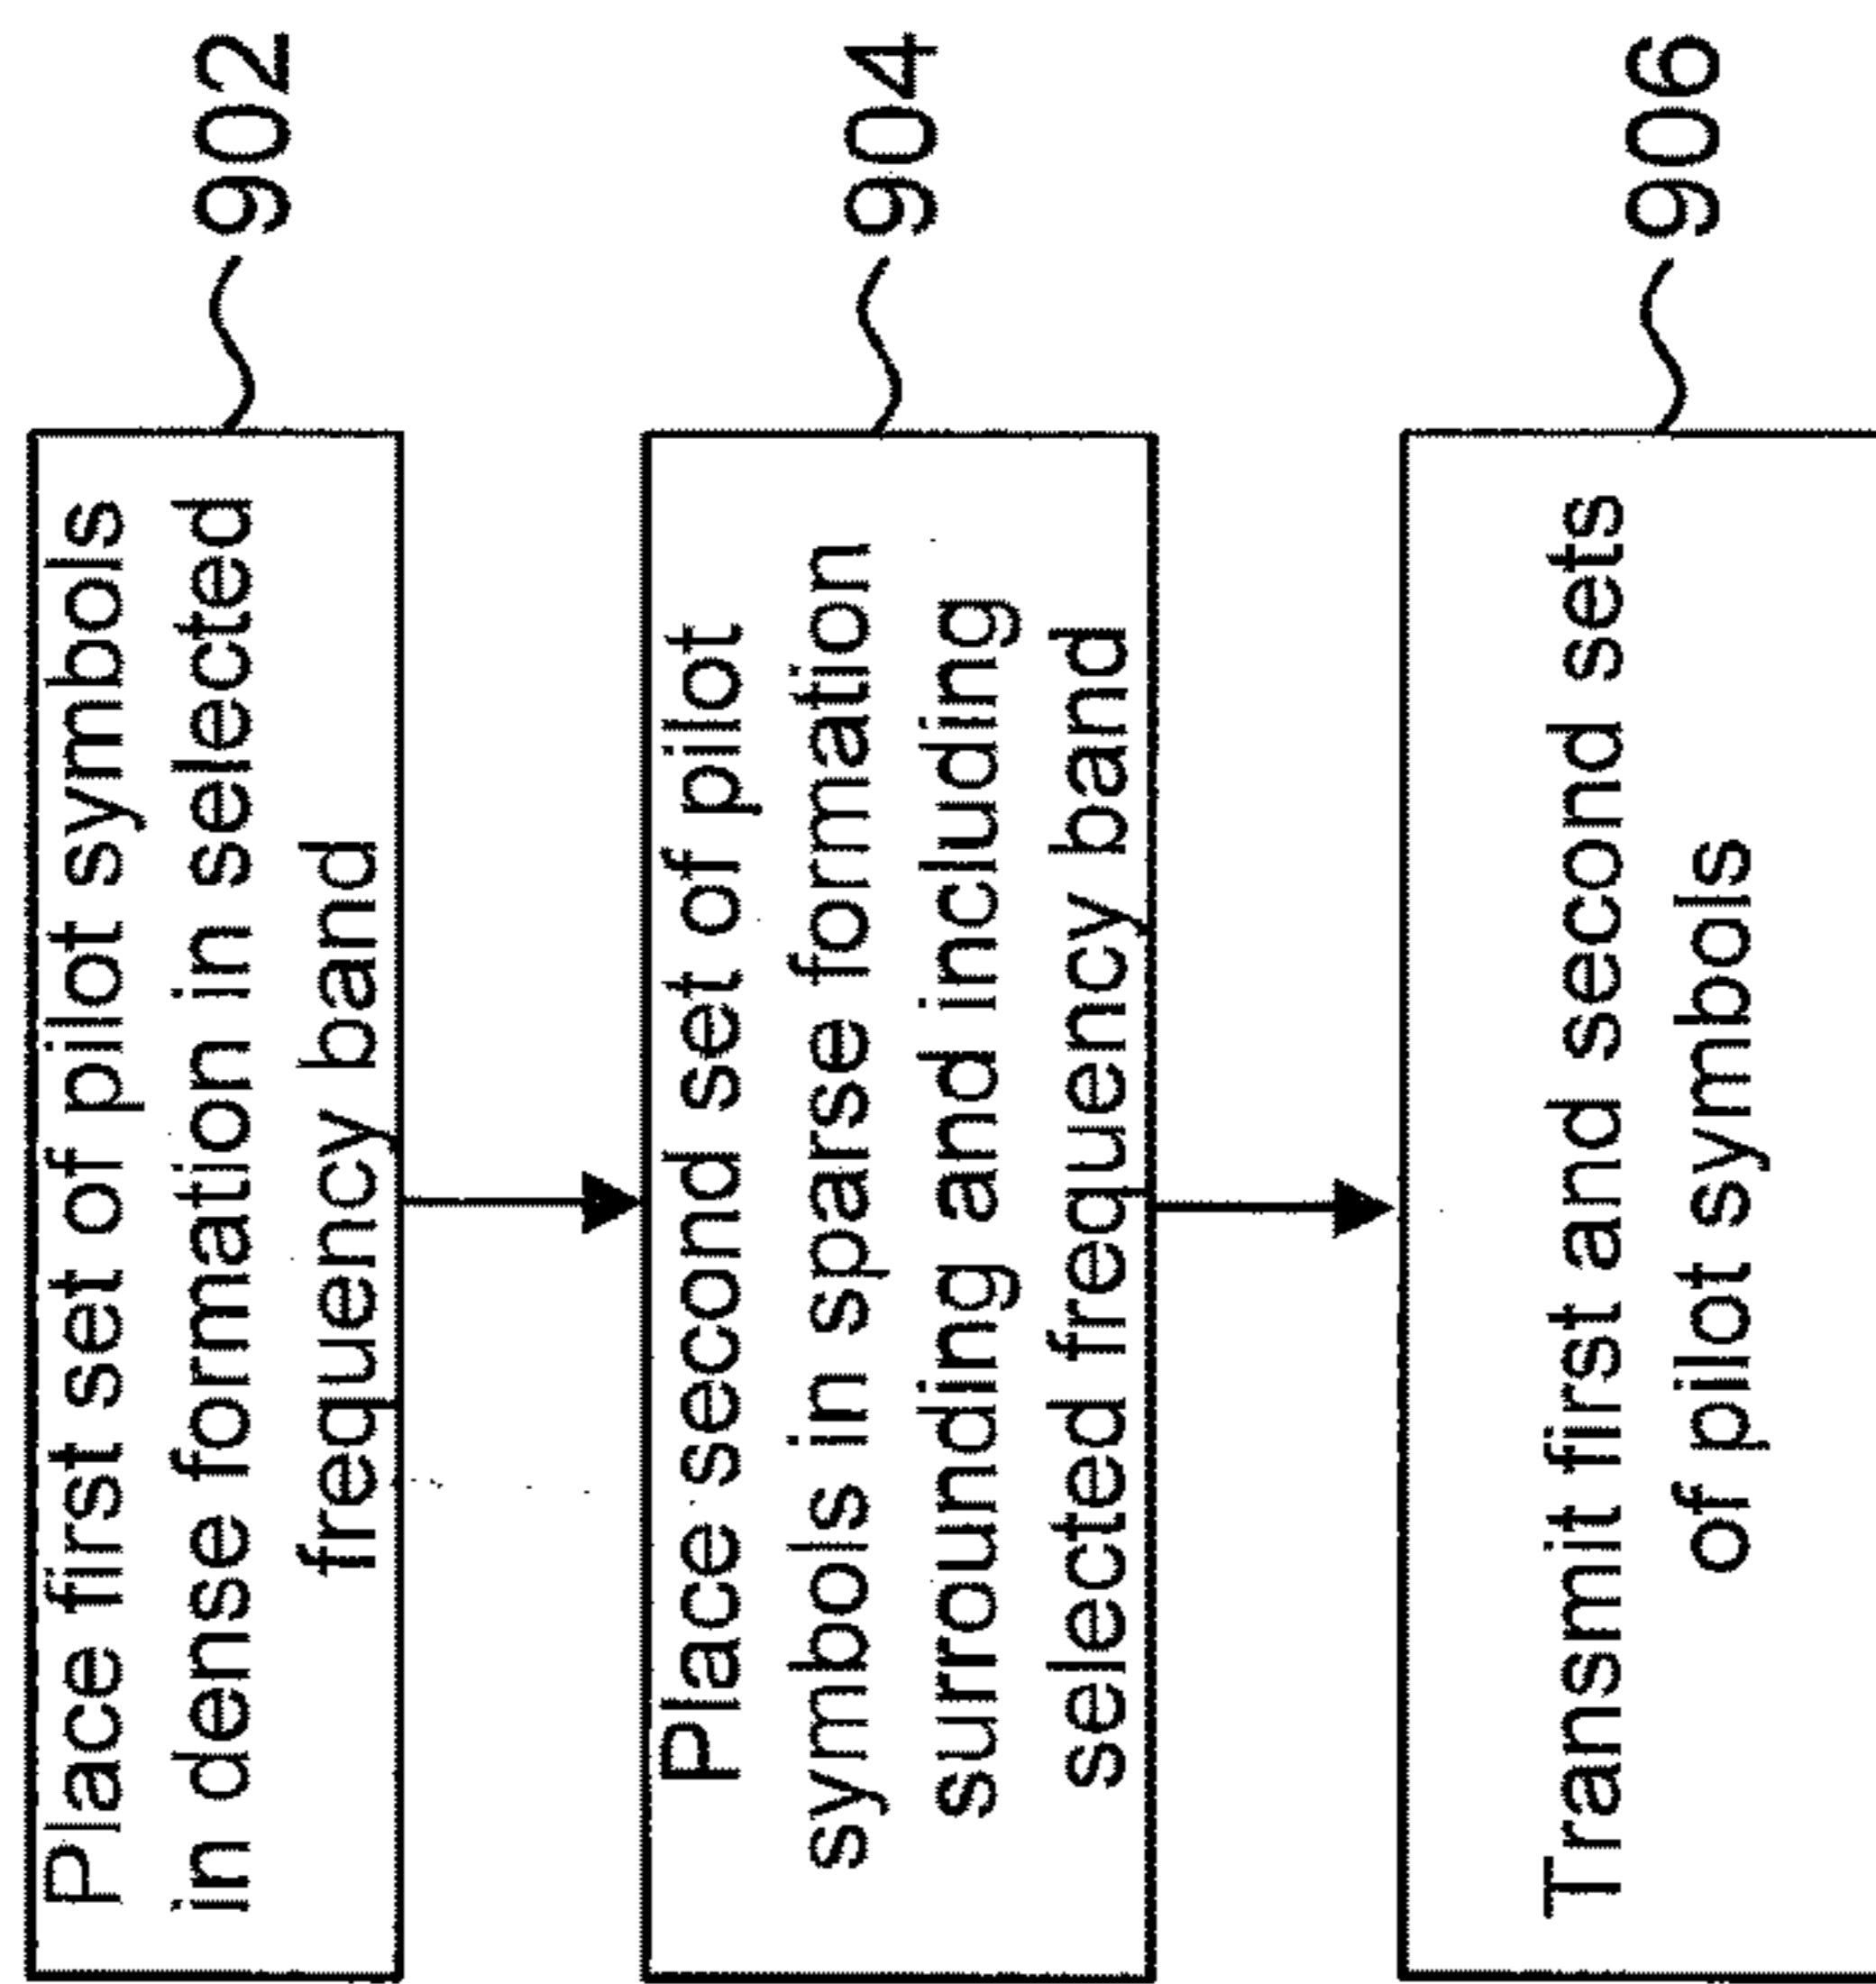 Place first set of pilot symbols
in dense formation in selected
frequency band
902
Place second set of pilot
symbols in sparse formation
surrounding and including
selected frequency band
904
Transmit first and second sets
of pilot symbols
906